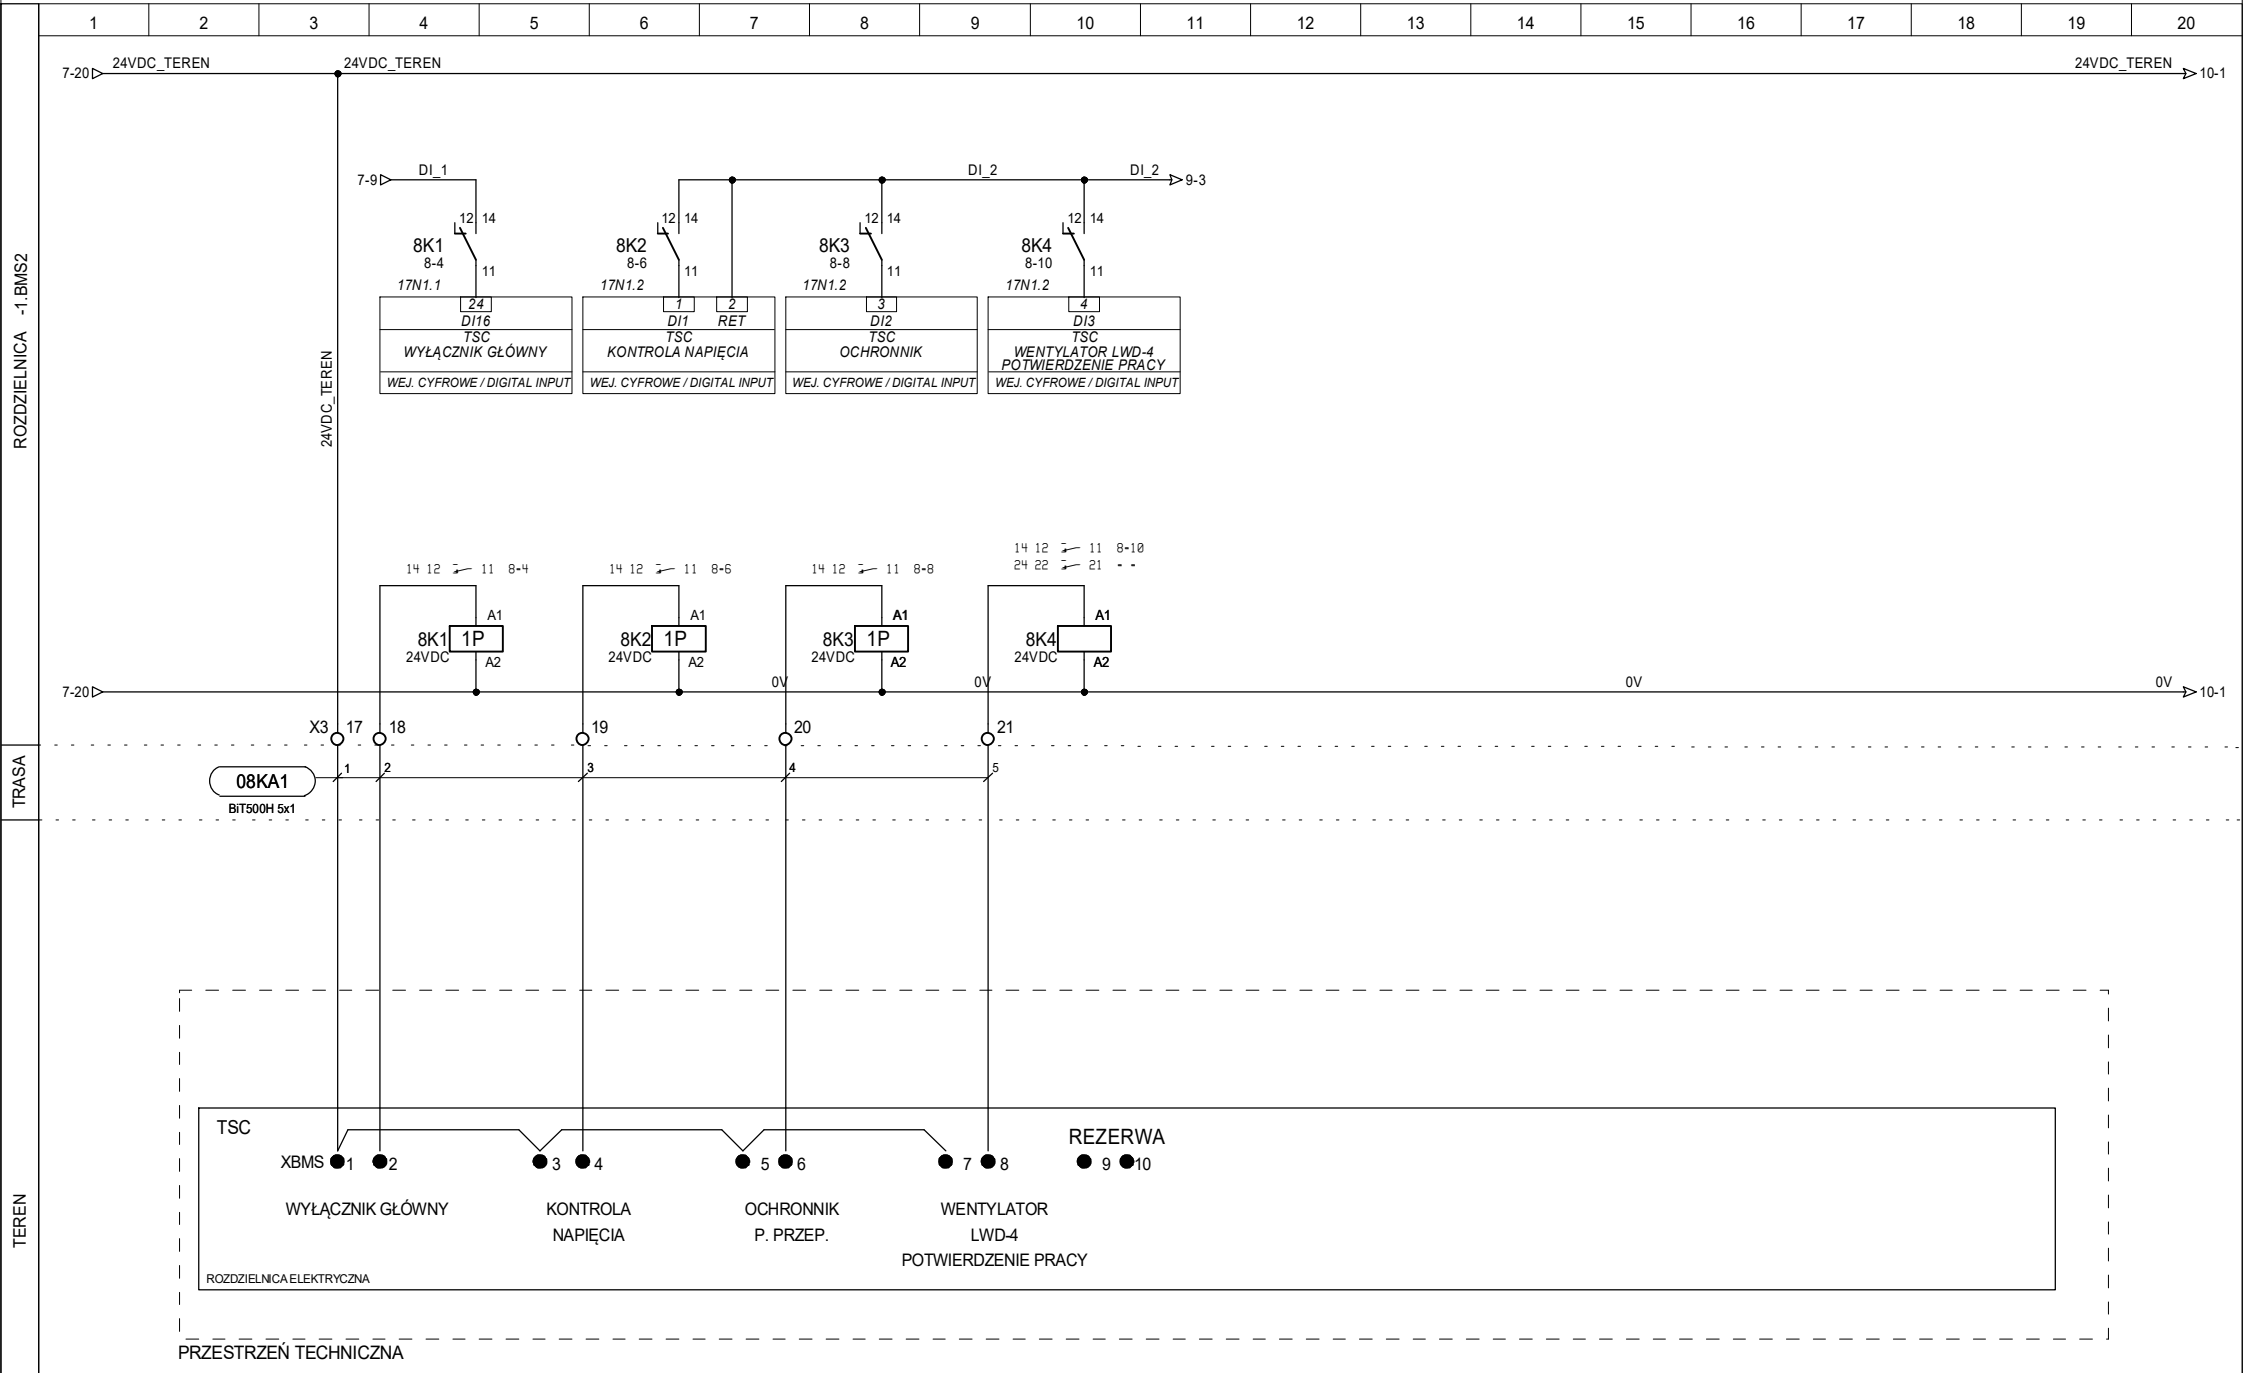 1 2 3 4 5 6 7 8 9 10 11 12 13 14 15 16 17 18 19 20
7-20 24VDC_TEREN 24VDC_TEREN 24VDC_TEREN 10-1
7-9 DI_1 DI_2 DI_2 9-3
12 14 12 14 12 14 12 14
8K1 8K2 8K3 8K4
8-4 8-6 8-8 8-10
11 11 11 11
17N1.1 17N1.2 17N1.2 17N1.2
24 1 2 3 4
DI16 DI1 RET DI2 DI3
TSC TSC TSC TSC
WYŁĄCZNIK GŁÓWNY KONTROLA NAPIĘCIA OCHRONNIK WENTYLATOR LWD-4
POTWIERDZENIE PRACY
WEJ. CYFROWE / DIGITAL INPUT WEJ. CYFROWE / DIGITAL INPUT WEJ. CYFROWE / DIGITAL INPUT WEJ. CYFROWE / DIGITAL INPUT
ROZDZIELNICA -1.BMS2
24VDC_TEREN
14 12 11 8-10
14 12 11 8-4 14 12 11 8-6 14 12 11 8-8 24 22 21 - -
A1 A1 A1 A1
8K1 1P 8K2 1P 8K3 1P 8K4
24VDC 24VDC 24VDC 24VDC
A2 A2 A2 A2
7-20 0V 0V 0V 0V 10-1
X3 17 18 19 20 21
TRASA
1 2 3 4 5
08KA1
BiT500H 5x1
TEREN
TSC
REZERWA
XBMS 1 2 3 4 5 6 7 8 9 10
WYŁĄCZNIK GŁÓWNY KONTROLA OCHRONNIK WENTYLATOR
NAPIĘCIA P. PRZEP. LWD-4
POTWIERDZENIE PRACY
ROZDZIELNICA ELEKTRYCZNA
PRZESTRZEŃ TECHNICZNA